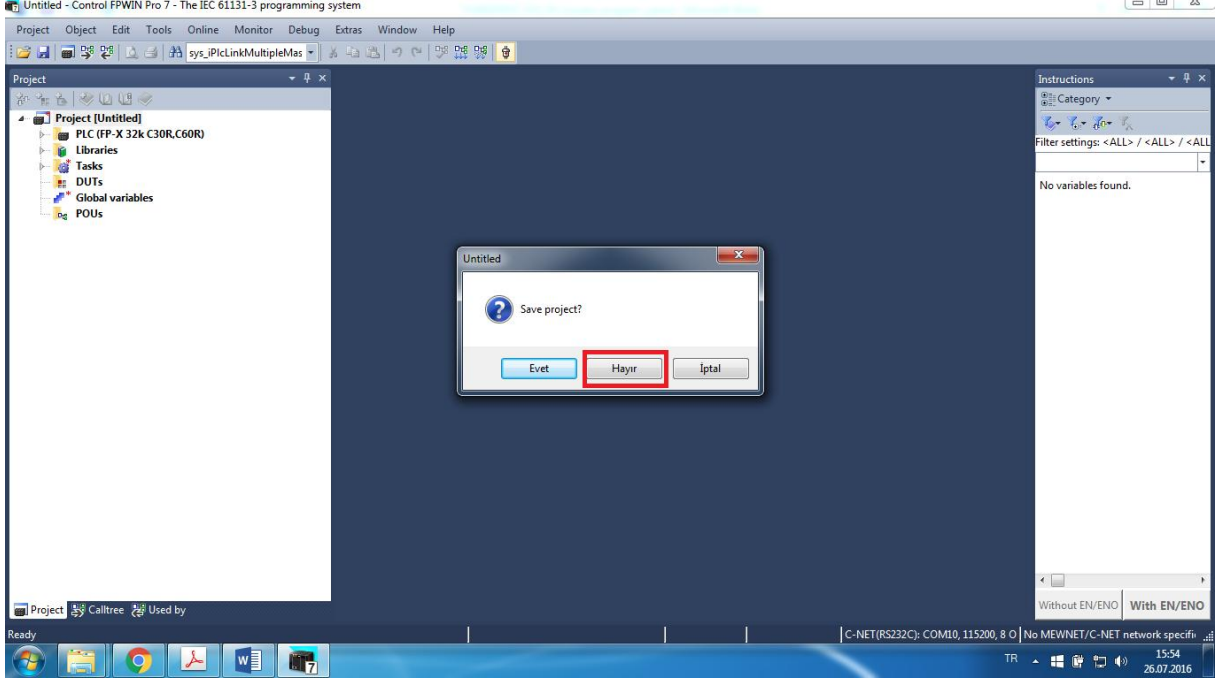 Untitled - Control FPWIN Pro 7 - The IEC 61131-3 programming system
Project Object Edit Tools Online Monitor Debug Extras Window Help
sys_iPlcLinkMultipleMas
Project
Project [Untitled]
PLC (FP-X 32k C30R,C60R)
Libraries
Tasks
DUTs
Global variables
POUs
Project Calltree Used by
Untitled
Save project?
Evet Hayır İptal
Instructions
Category
Filter settings: <ALL> / <ALL> / <ALL
No variables found.
Without EN/ENO With EN/ENO
Ready
C-NET(RS232C): COM10, 115200, 8 O No MEWNET/C-NET network specifi
7
TR
15:54
26.07.2016